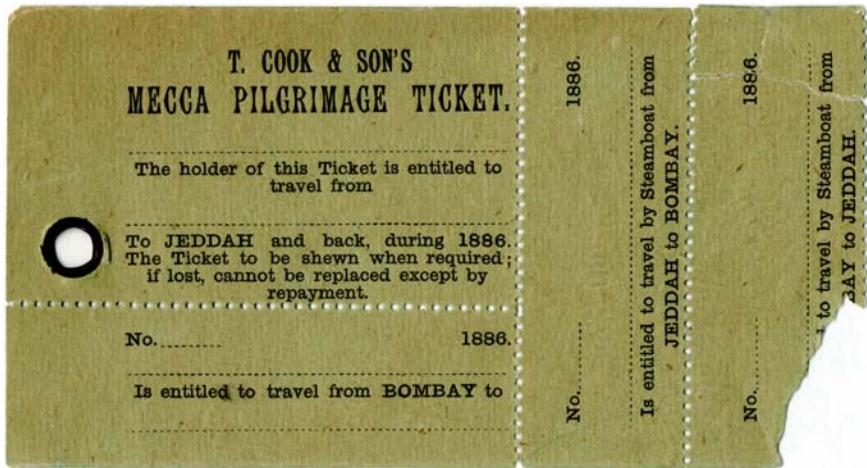 T. COOK & SON'S
MECCA PILGRIMAGE TICKET.
The holder of this Ticket is entitled to
travel from
To JEDDAH and back, during 1886.
The Ticket to be shewn when required;
if lost, cannot be replaced except by
repayment.
No......... 1886.
Is entitled to travel from BOMBAY to
No......... 1886.
Is entitled to travel by Steamboat from
JEDDAH to BOMBAY.
No......... 1886.
to travel by Steamboat from
BAY to JEDDAH.